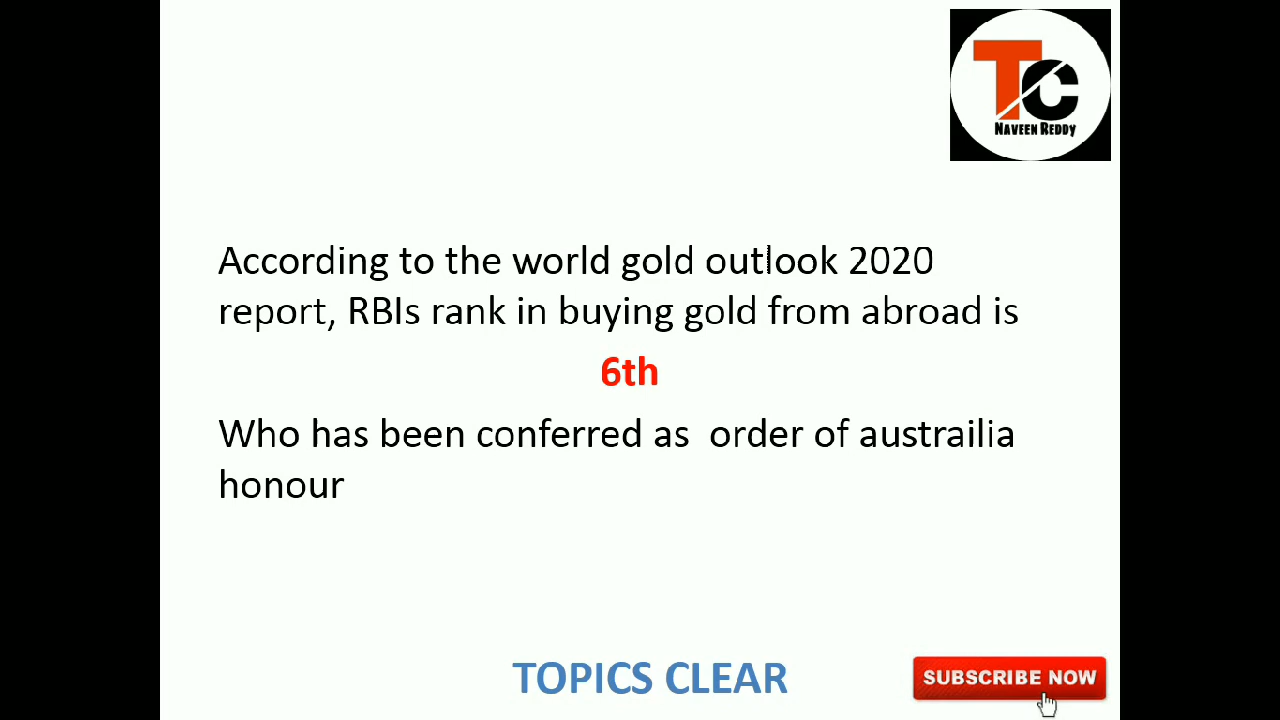 TC
NAVEEN REDDY
According to the world gold outlook 2020
report, RBIs rank in buying gold from abroad is
6th
Who has been conferred as order of austrailia
honour
TOPICS CLEAR
SUBSCRIBE NOW